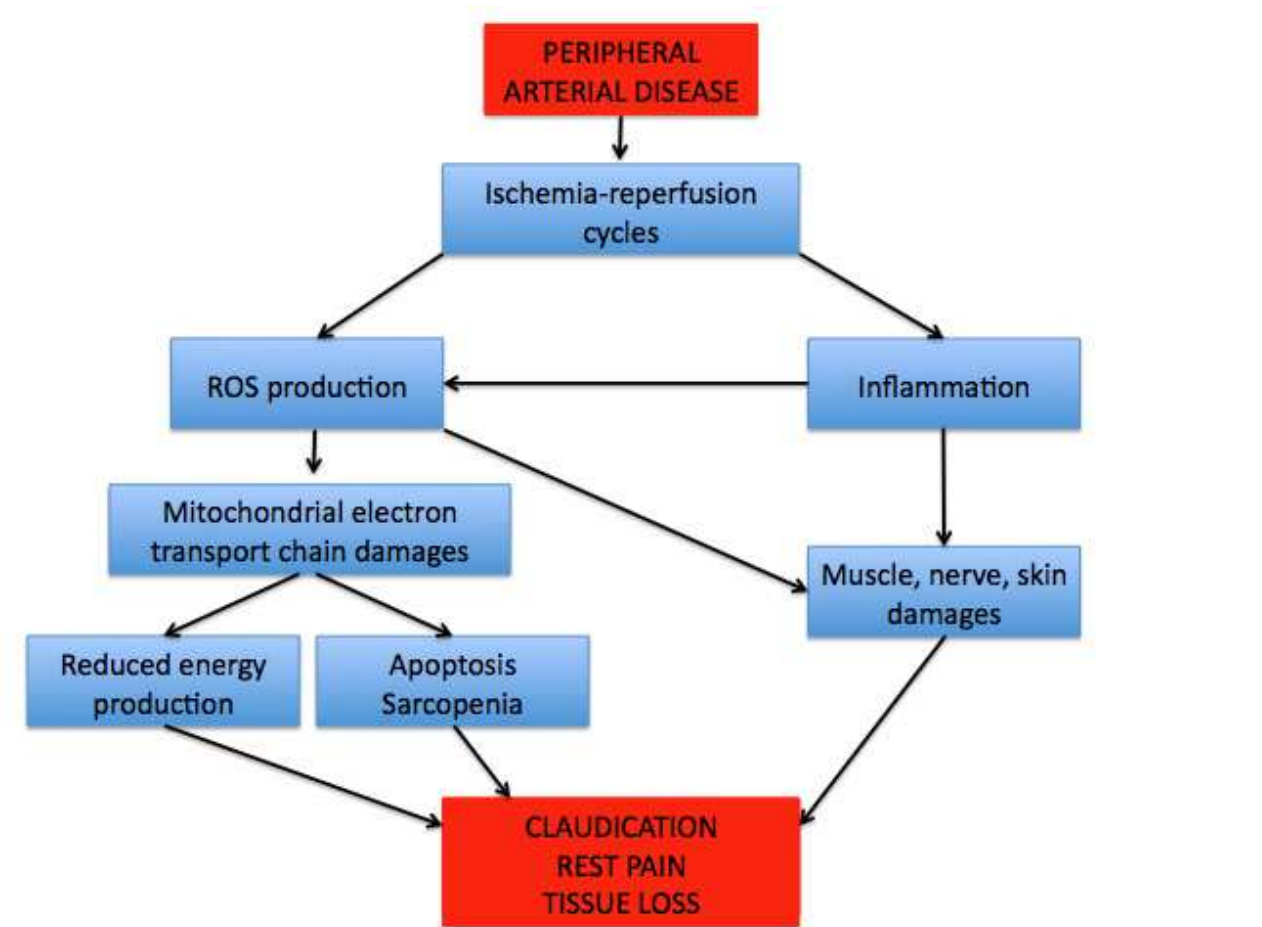 PERIPHERAL
ARTERIAL DISEASE
Ischemia-reperfusion
cycles
ROS production
Inflammation
Mitochondrial electron
transport chain damages
Muscle, nerve, skin
damages
Reduced energy
production
Apoptosis
Sarcopenia
CLAUDICATION
REST PAIN
TISSUE LOSS